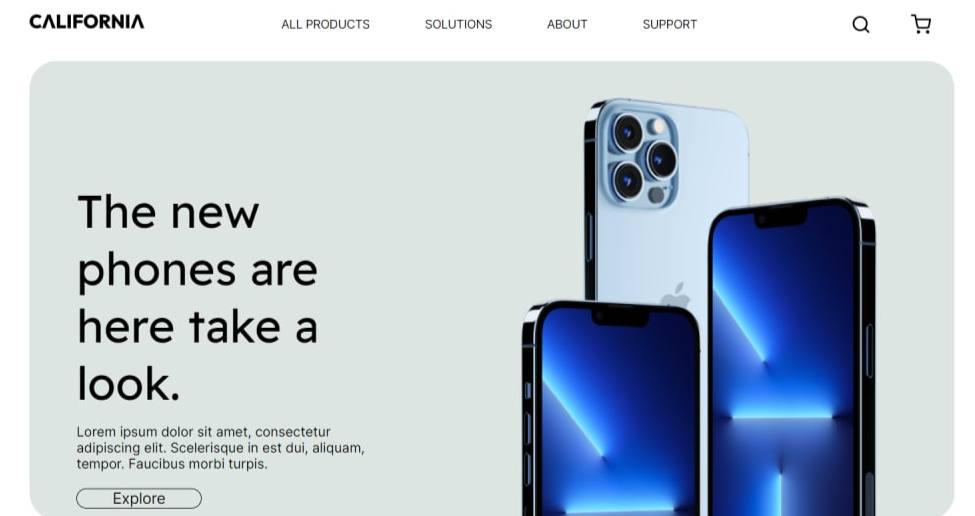 CALIFORNIA
ALL PRODUCTS SOLUTIONS ABOUT SUPPORT
The new
phones are
here take a
look.
Lorem ipsum dolor sit amet, consectetur
adipiscing elit. Scelerisque in est dui, aliquam,
tempor. Faucibus morbi turpis.
Explore